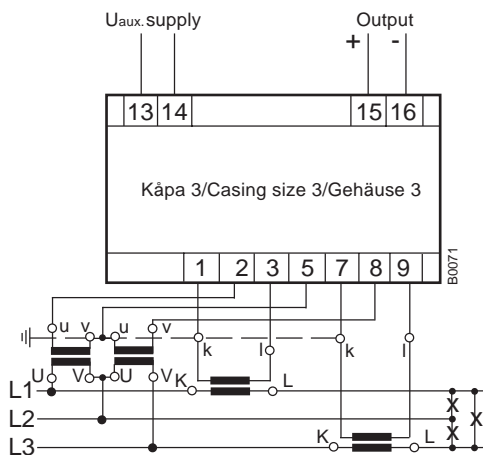 Uaux. supply Output
+ -
13 14 15 16
Kåpa 3/Casing size 3/Gehäuse 3
B0071
1 2 3 5 7 8 9
u v u v k l k l
U V U V K L
L1
L2
L3 K L
X
X X